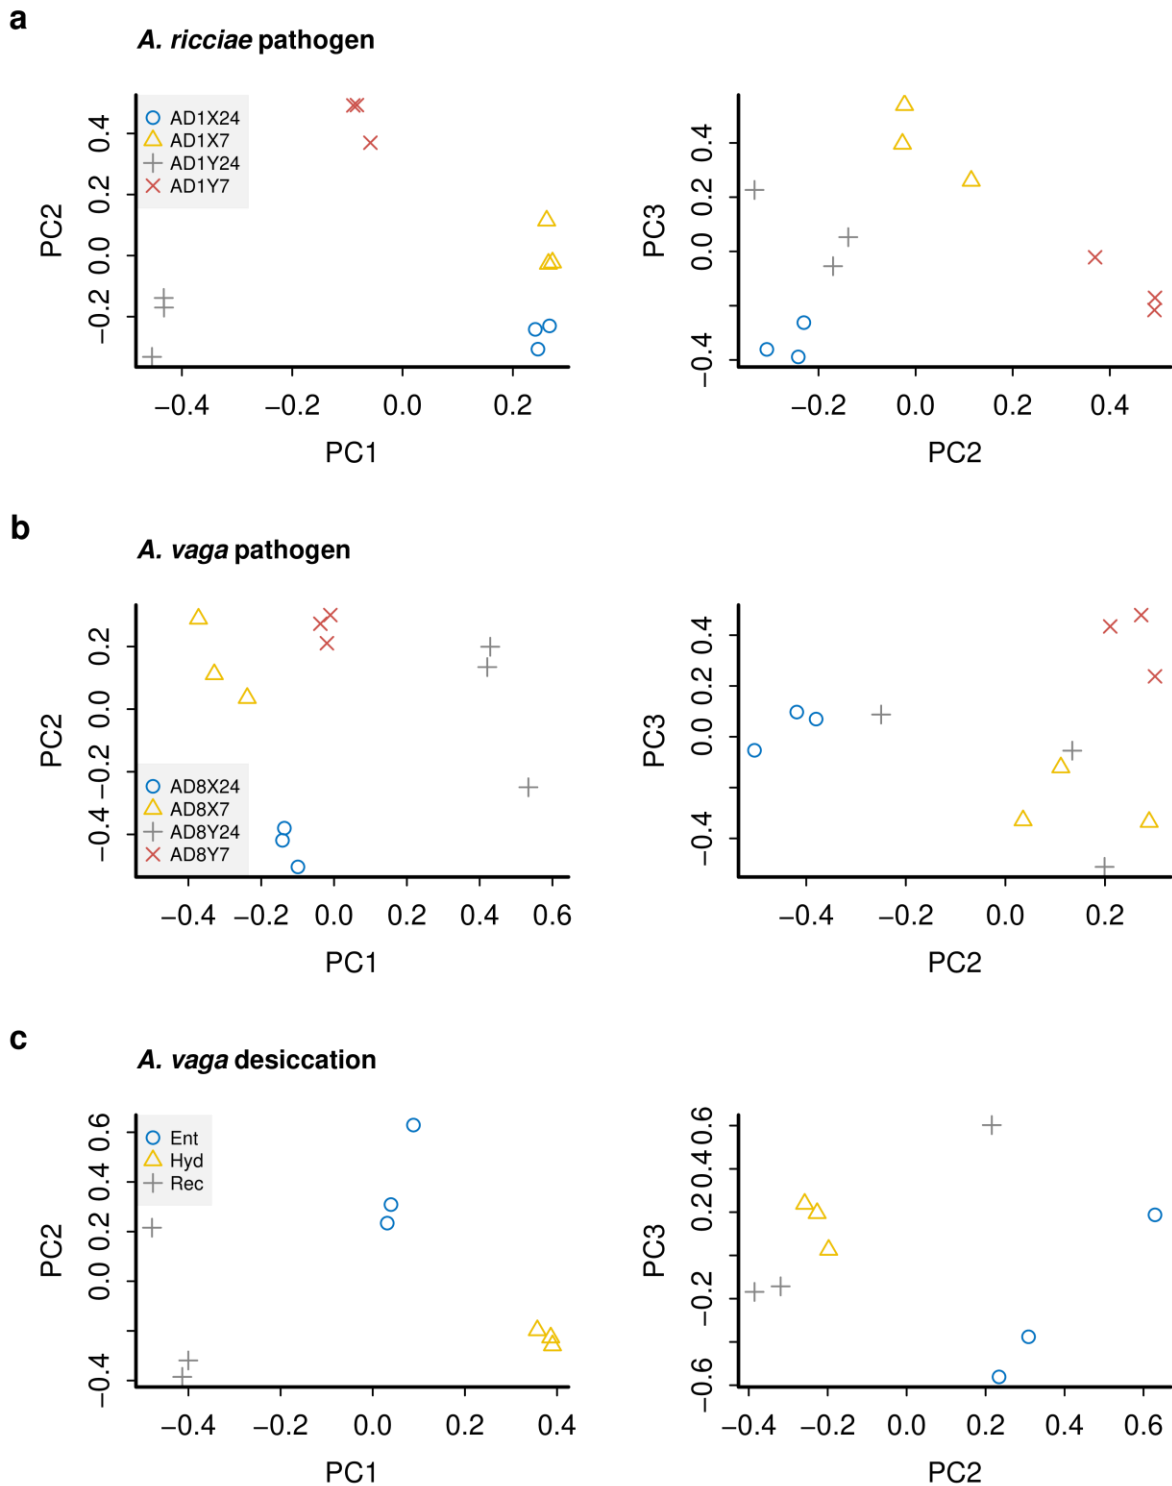 a
A. ricciae pathogen
AD1X24
AD1X7
AD1Y24
AD1Y7
PC2
0.4
0.2
0.0
−0.2
−0.4 −0.2 0.0 0.2
PC1
PC3
0.4
0.2
0.0
−0.4
−0.2 0.0 0.2 0.4
PC2
b
A. vaga pathogen
PC2
0.2
0.0
−0.2
−0.4
AD8X24
AD8X7
AD8Y24
AD8Y7
−0.4 −0.2 0.0 0.2 0.4 0.6
PC1
PC3
0.4
0.2
0.0
−0.4
−0.4 −0.2 0.0 0.2
PC2
c
A. vaga desiccation
Ent
Hyd
Rec
PC2
0.6
0.4
0.2
0.0
−0.4
−0.4 −0.2 0.0 0.2 0.4
PC1
PC3
0.6
0.4
0.2
−0.2
−0.6
−0.4 −0.2 0.0 0.2 0.4 0.6
PC2